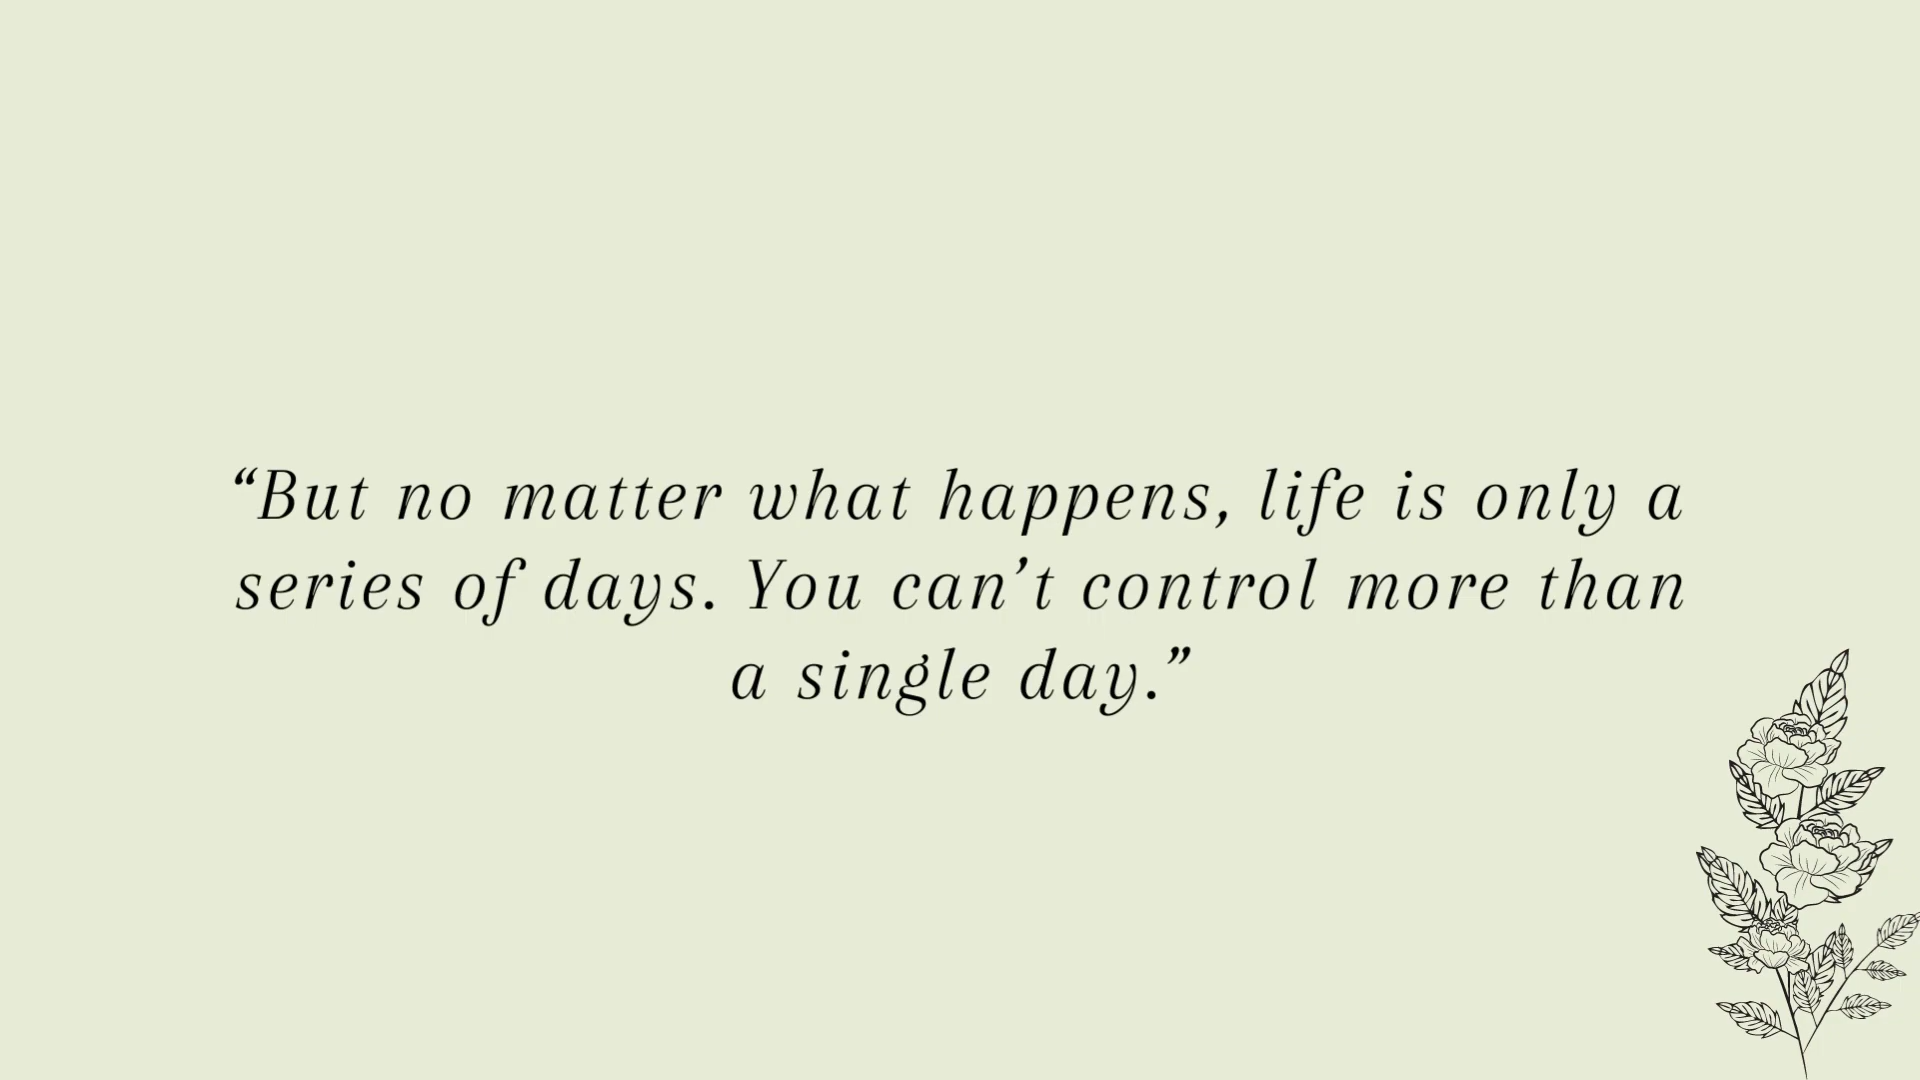 “But no matter what happens, life is only a
series of days. You can’t control more than
a single day.”